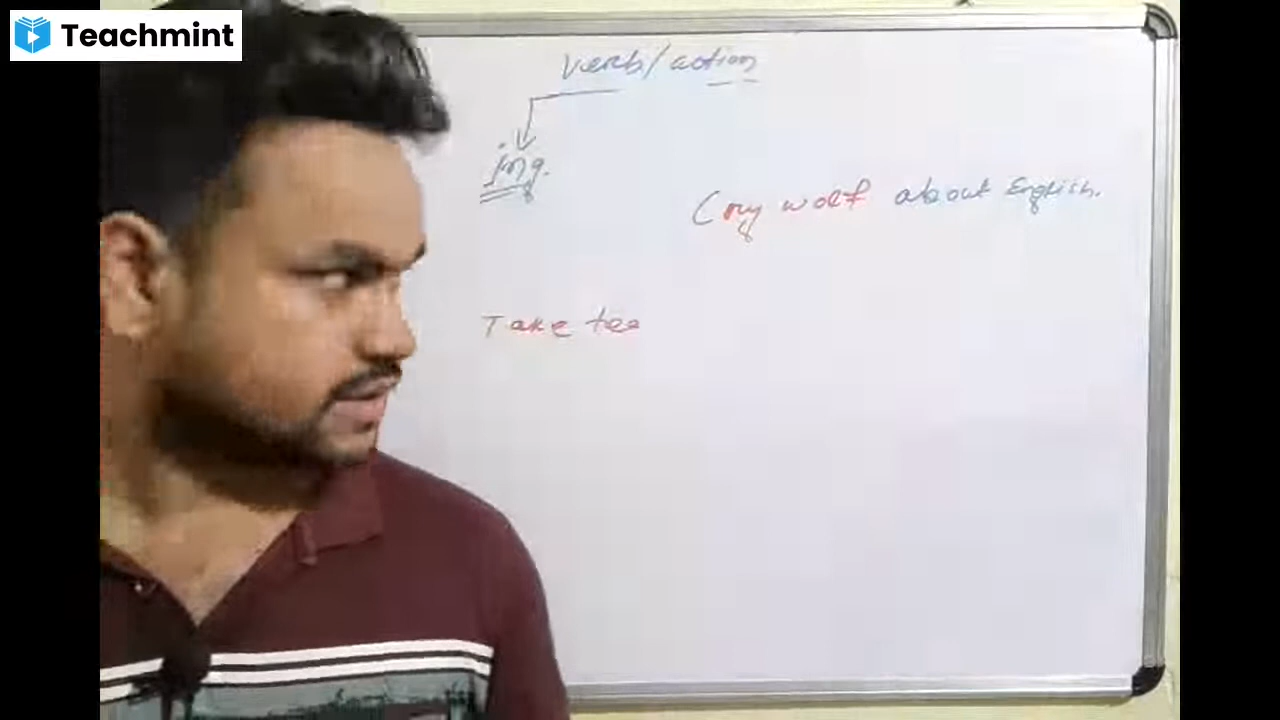 Teachmint
Verb/action
ing.
Cry wolf about English.
Take tea